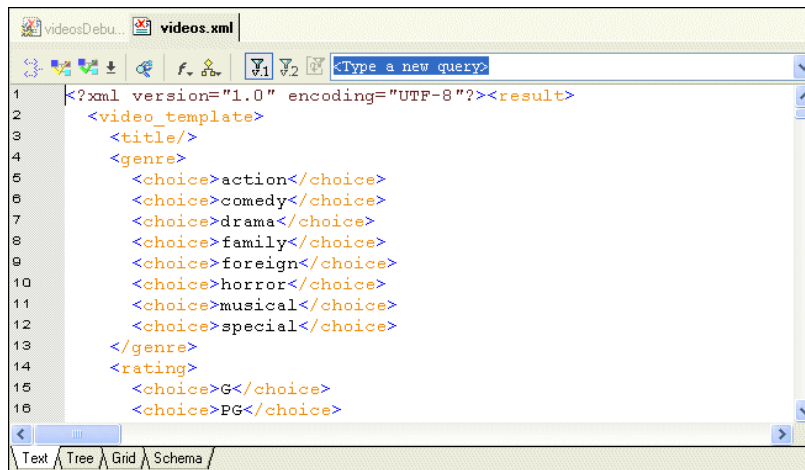 videosDebu... videos.xml
f 1 2 <Type a new query>
1 <?xml version="1.0" encoding="UTF-8"?><result>
2 <video_template>
3 <title/>
4 <genre>
5 <choice>action</choice>
6 <choice>comedy</choice>
7 <choice>drama</choice>
8 <choice>family</choice>
9 <choice>foreign</choice>
10 <choice>horror</choice>
11 <choice>musical</choice>
12 <choice>special</choice>
13 </genre>
14 <rating>
15 <choice>G</choice>
16 <choice>PG</choice>
Text Tree Grid Schema